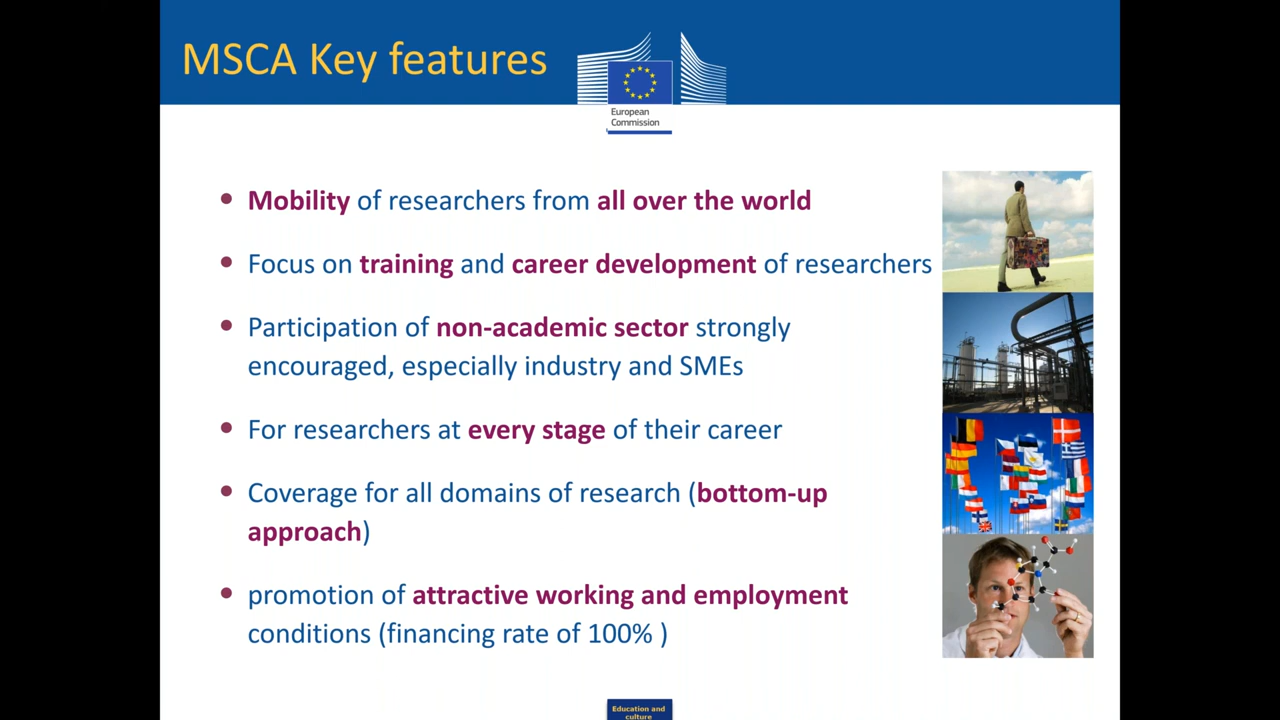 MSCA Key features
European
Commission
• Mobility of researchers from all over the world
• Focus on training and career development of researchers
• Participation of non-academic sector strongly
encouraged, especially industry and SMEs
• For researchers at every stage of their career
• Coverage for all domains of research (bottom-up
approach)
• promotion of attractive working and employment
conditions (financing rate of 100% )
Education and
culture